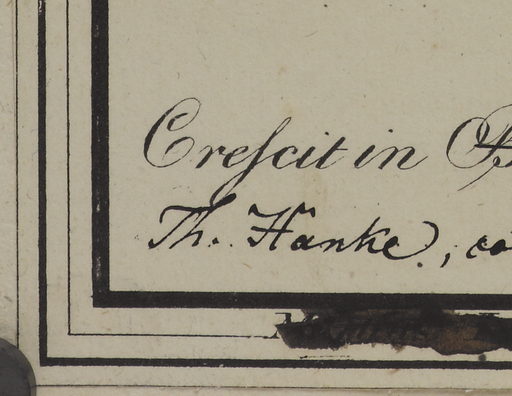 Creſcit in
Th. Hanke,